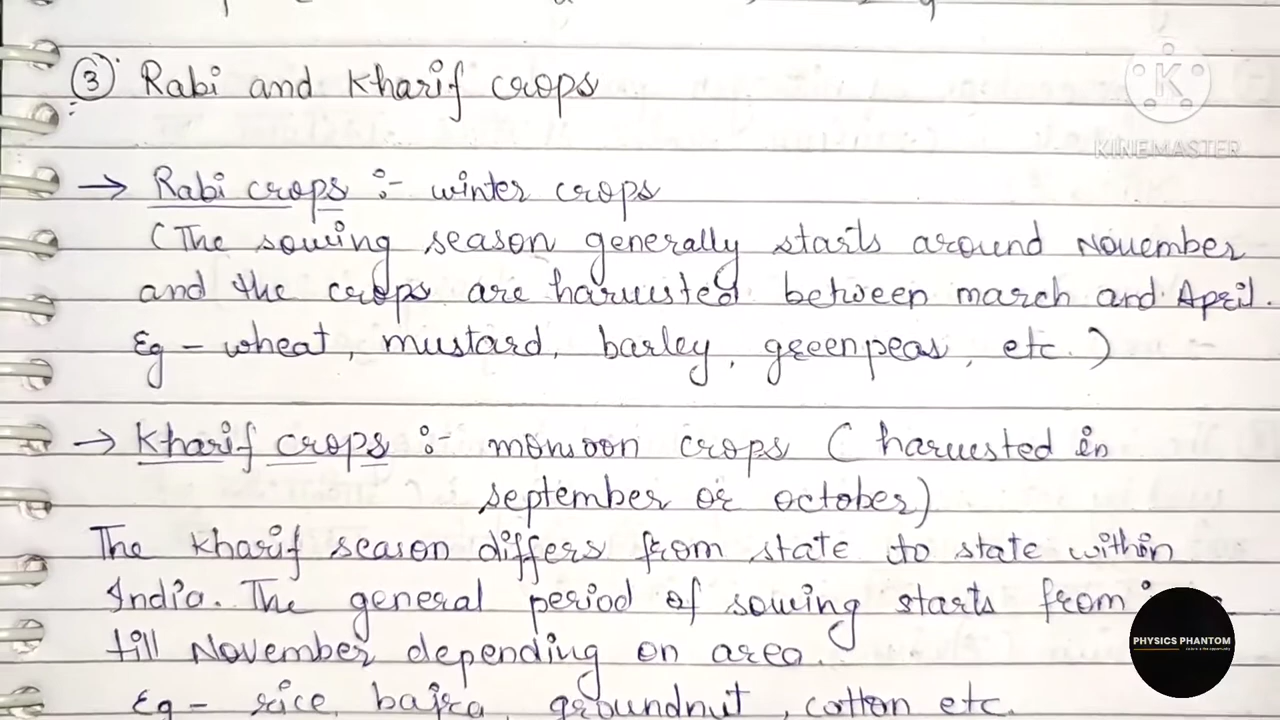 ③ Rabi and Kharif crops
KINEMASTER
→ Rabi crops :- winter crops
(The sowing season generally starts around November
and the crops are harvested between march and April.
Eg - wheat, mustard, barley, greenpeas, etc.)
→ Kharif crops :- monsoon crops ( harvested in
september or october)
The Kharif season differs from state to state within
India. The general period of sowing starts from
till November depending on area.
PHYSICS PHANTOM
Eg - rice, bajra, groundnut, cotton etc.